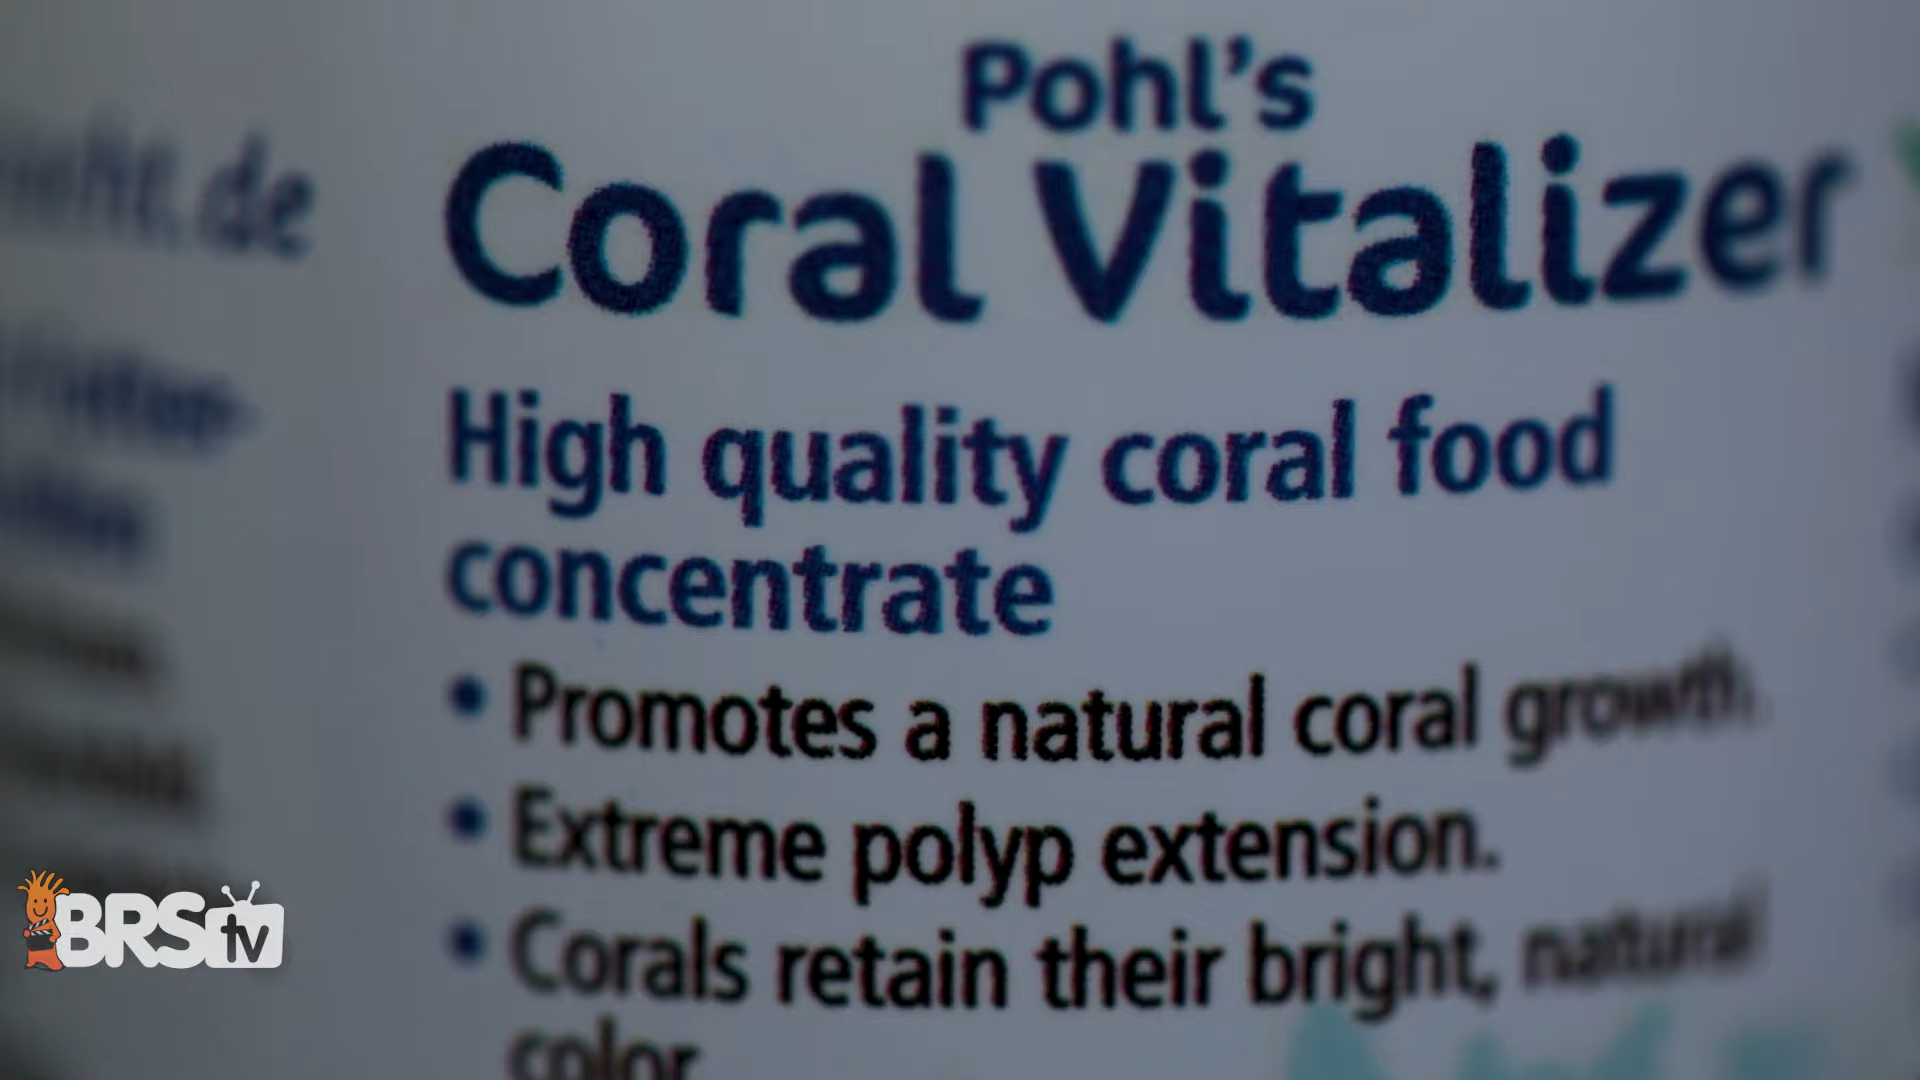 Pohl's
Coral Vitalizer
High quality coral food
concentrate
• Promotes a natural coral growth.
• Extreme polyp extension.
• Corals retain their bright, natural
color
BRS tv